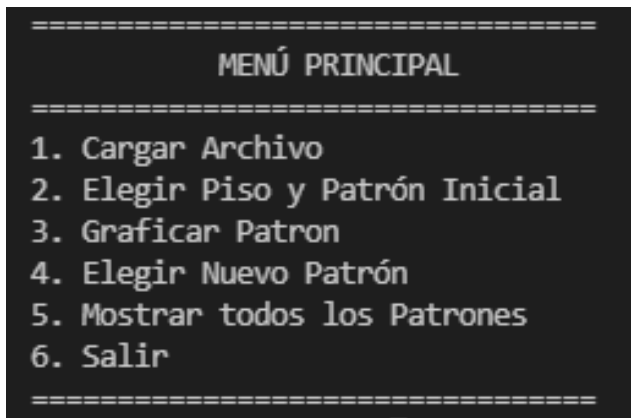 =================================
MENÚ PRINCIPAL
=================================
1. Cargar Archivo
2. Elegir Piso y Patrón Inicial
3. Graficar Patron
4. Elegir Nuevo Patrón
5. Mostrar todos los Patrones
6. Salir
=================================